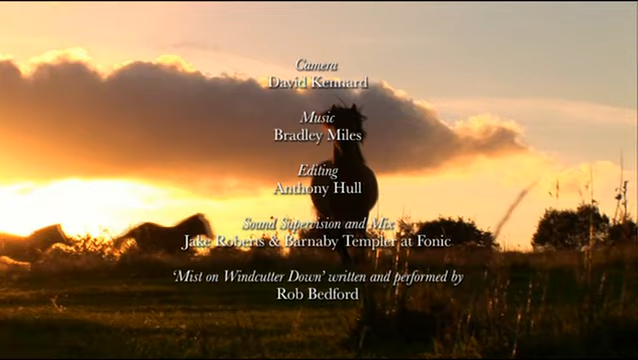 Camera
David Kennard
Music
Bradley Miles
Editing
Anthony Hull
Sound Supervision and Mix
Jake Roberts & Barnaby Templer at Fonic
'Mist on Windcutter Down' written and performed by
Rob Bedford